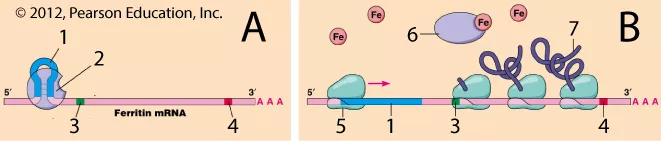 © 2012, Pearson Education, Inc.
A
1
2
5′
3′
A A A
Ferritin mRNA
3
4
B
Fe
Fe
Fe
Fe
6
7
5′
3′
A A A
5
1
3
4